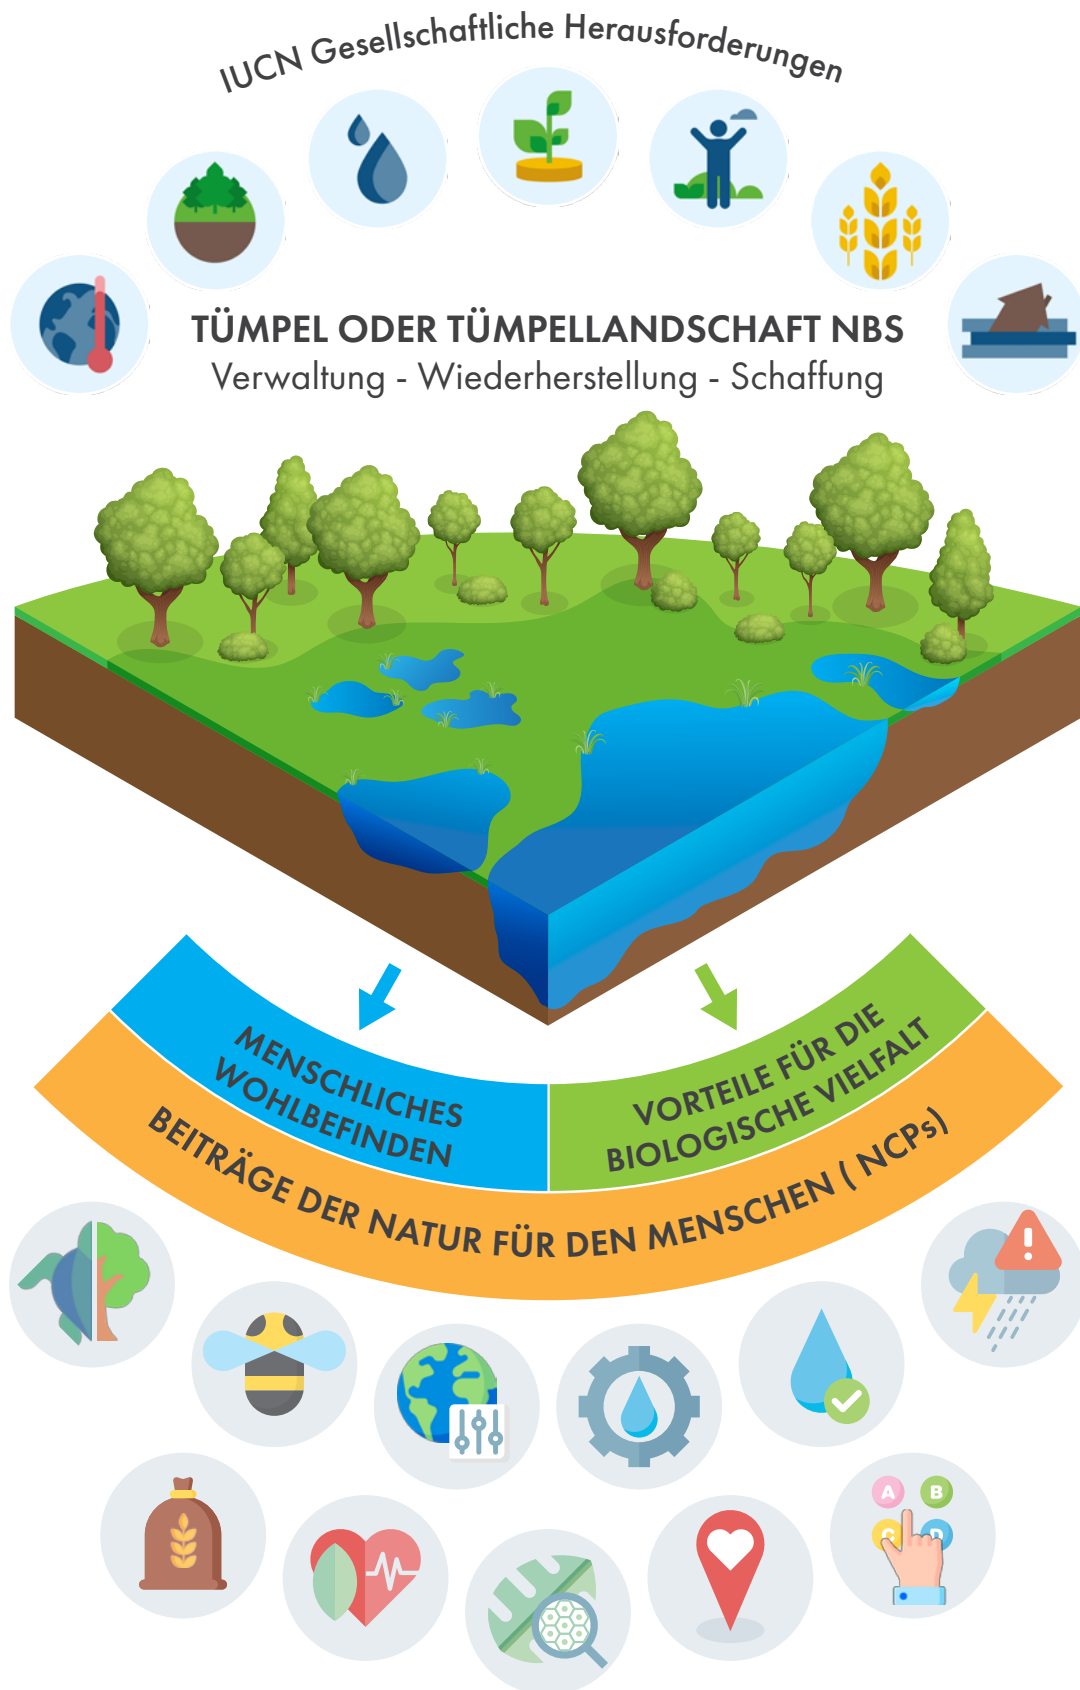 IUCN Gesellschaftliche Herausforderungen
TÜMPEL ODER TÜMPELLANDSCHAFT NBS
Verwaltung - Wiederherstellung - Schaffung
MENSCHLICHES
WOHLBEFINDEN
VORTEILE FÜR DIE
BIOLOGISCHE VIELFALT
BEITRÄGE DER NATUR FÜR DEN MENSCHEN ( NCPs)
A B
C D